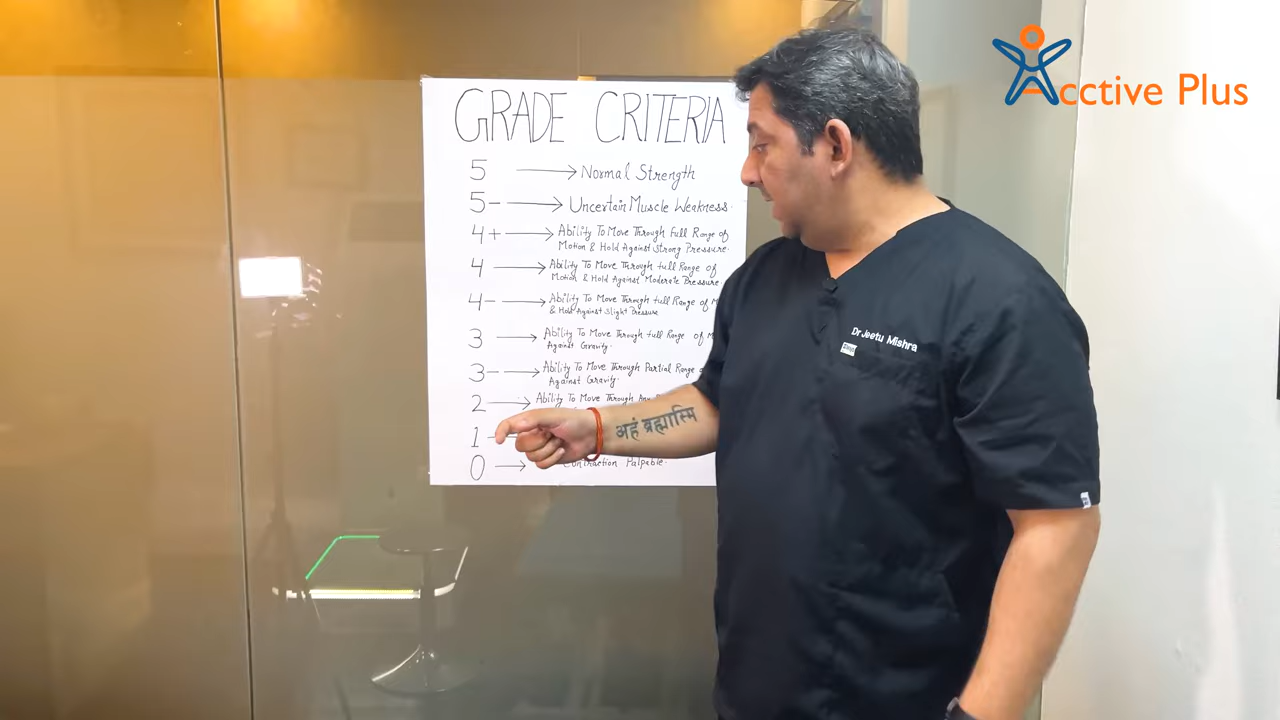 Acctive Plus
GRADE CRITERIA
5 → Normal Strength
5- → Uncertain Muscle Weakness.
4+ → Ability To Move Through Full Range of
Motion & Hold Against Strong Pressure.
4 → Ability To Move Through full Range of
Motion & Hold Against Moderate Pressure.
4- → Ability To Move Through full Range of
& Hold Against Slight Pressure
3 → Ability To Move Through full Range of
Against Gravity.
3- → Ability To Move Through Partial Range
Against Gravity.
2 → Ability To Move Through
1
0 → Contraction Palpable.
Dr Jeetu Mishra
अहं ब्रह्मास्मि